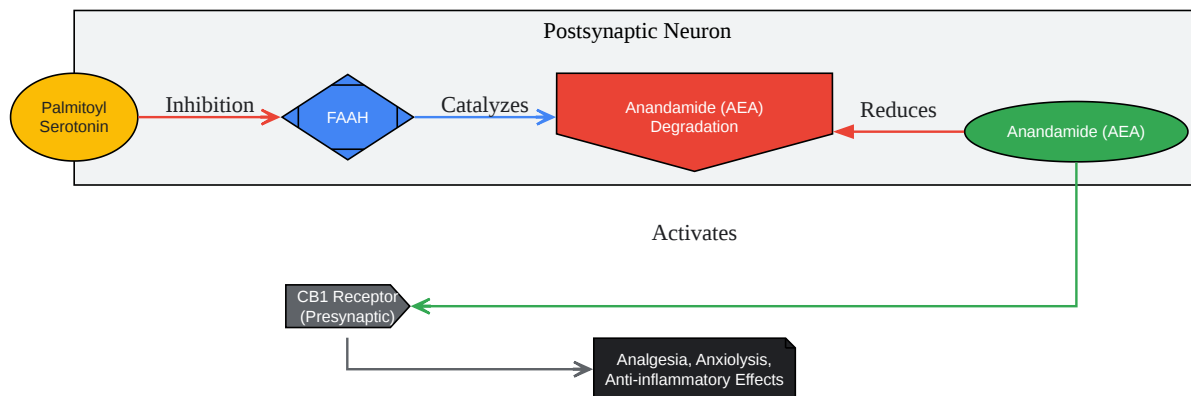 Postsynaptic Neuron
Palmitoyl
Serotonin
Inhibition
FAAH
Catalyzes
Anandamide (AEA)
Degradation
Reduces
Anandamide (AEA)
Activates
CB1 Receptor
(Presynaptic)
Analgesia, Anxiolysis,
Anti-inflammatory Effects